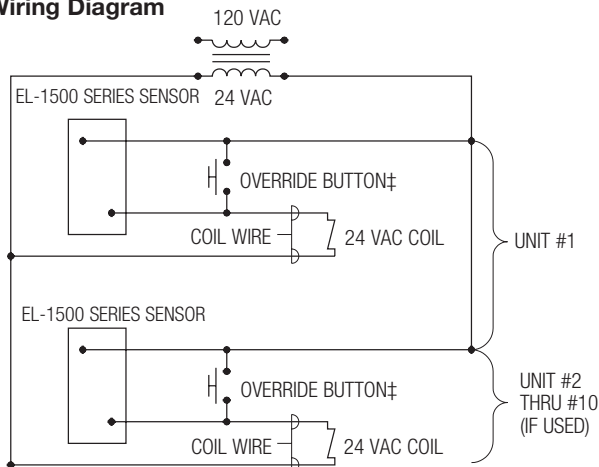 Wiring Diagram
120 VAC
EL-1500 SERIES SENSOR
24 VAC
OVERRIDE BUTTON‡
COIL WIRE
24 VAC COIL
UNIT #1
EL-1500 SERIES SENSOR
OVERRIDE BUTTON‡
COIL WIRE
24 VAC COIL
UNIT #2
THRU #10
(IF USED)